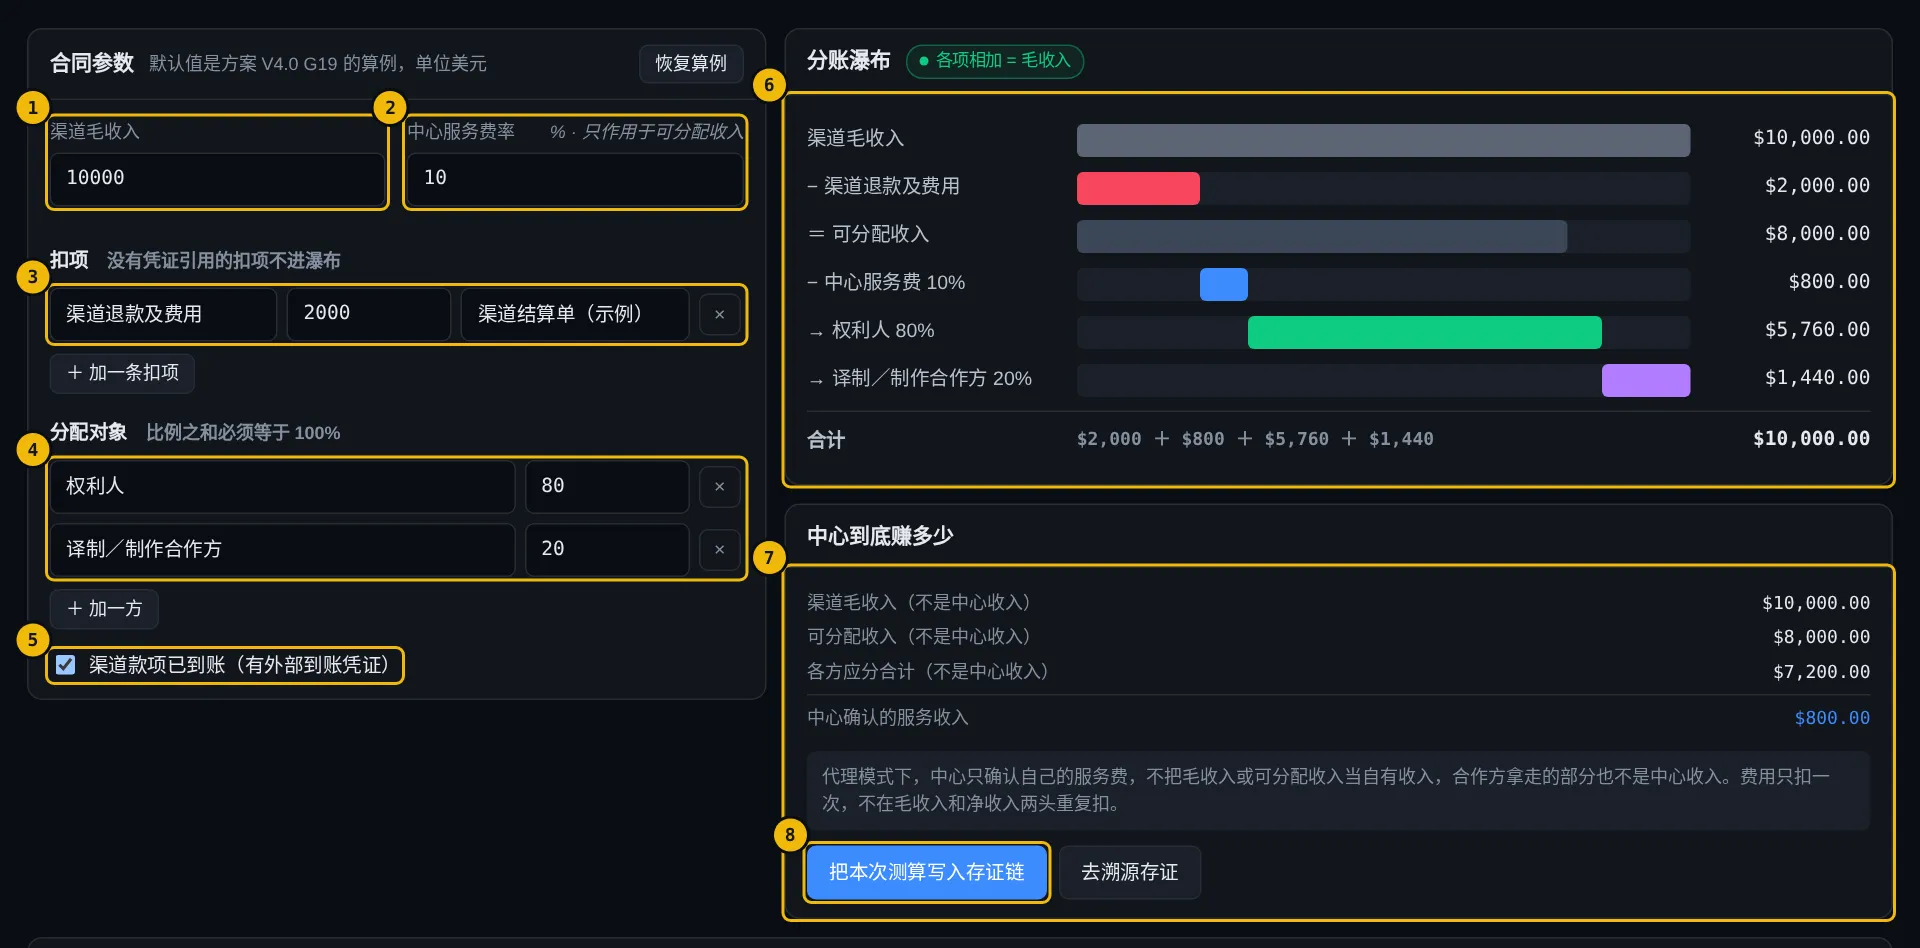 合同参数 默认值是方案 V4.0 G19 的算例，单位美元 恢复算例
1 2
渠道毛收入 中心服务费率 % · 只作用于可分配收入
10000 10
扣项 没有凭证引用的扣项不进瀑布
3
渠道退款及费用 2000 渠道结算单（示例） ×
＋ 加一条扣项
分配对象 比例之和必须等于 100%
4
权利人 80 ×
译制／制作合作方 20 ×
＋ 加一方
5
渠道款项已到账（有外部到账凭证）
分账瀑布 各项相加 = 毛收入
6
渠道毛收入 $10,000.00
− 渠道退款及费用 $2,000.00
＝ 可分配收入 $8,000.00
− 中心服务费 10% $800.00
→ 权利人 80% $5,760.00
→ 译制／制作合作方 20% $1,440.00
合计 $2,000 ＋ $800 ＋ $5,760 ＋ $1,440 $10,000.00
中心到底赚多少
7
渠道毛收入（不是中心收入） $10,000.00
可分配收入（不是中心收入） $8,000.00
各方应分合计（不是中心收入） $7,200.00
中心确认的服务收入 $800.00
代理模式下，中心只确认自己的服务费，不把毛收入或可分配收入当自有收入，合作方拿走的部分也不是中心收入。费用只扣一
次，不在毛收入和净收入两头重复扣。
8
把本次测算写入存证链 去溯源存证